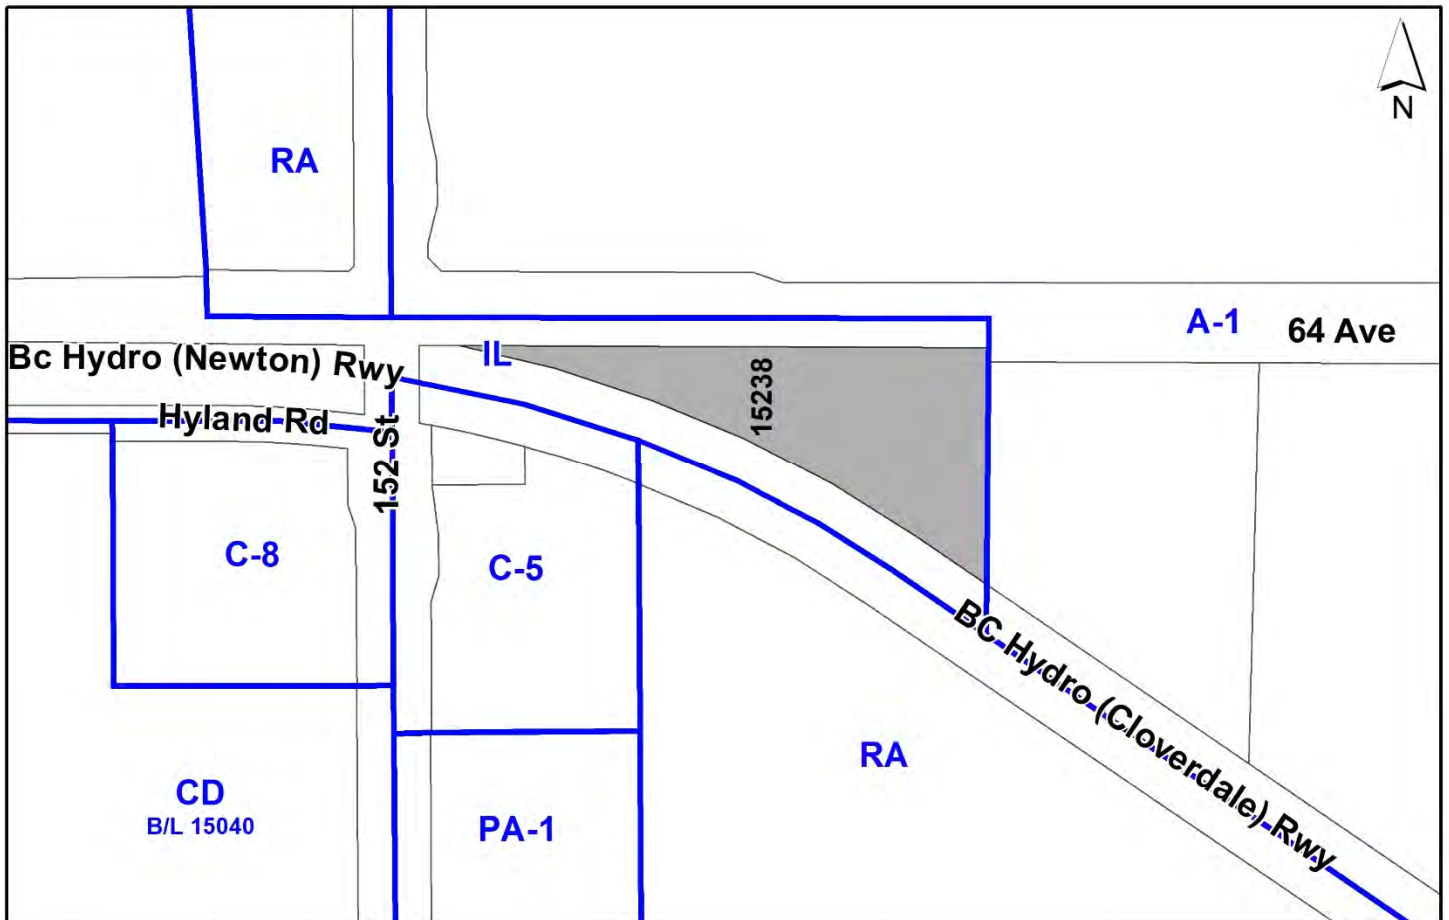 N
RA
A-1
64 Ave
IL
15238
Bc Hydro (Newton) Rwy
Hyland Rd
152 St
C-8
C-5
BC Hydro (Cloverdale) Rwy
RA
CD
B/L 15040
PA-1